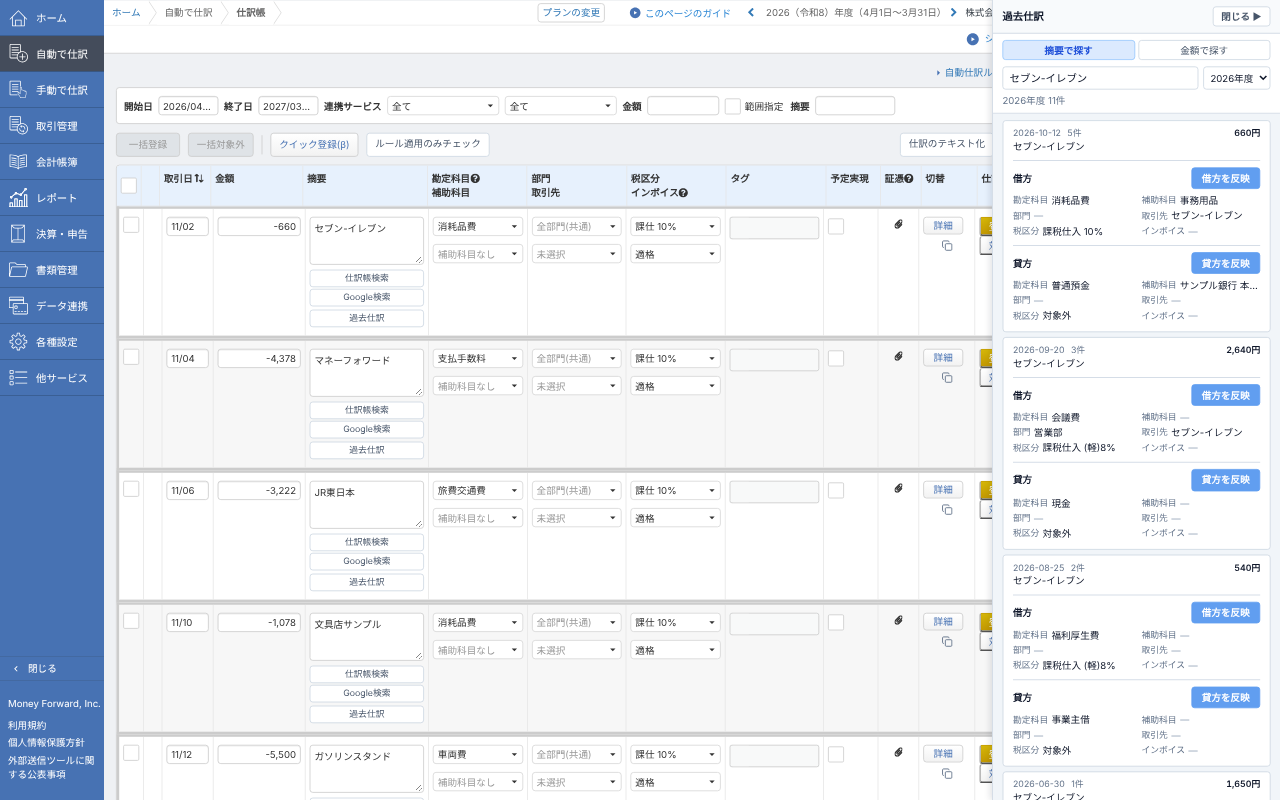 ホーム
自動で仕訳
手動で仕訳
取引管理
会計帳簿
レポート
決算・申告
書類管理
データ連携
各種設定
他サービス
閉じる
Money Forward, Inc.
利用規約
個人情報保護方針
外部送信ツールに関
する公表事項
ホーム 自動で仕訳 仕訳帳 プランの変更 このページのガイド 2026（令和8）年度（4月1日〜3月31日） 株式会
シ
自動仕訳ル
開始日 2026/04... 終了日 2027/03... 連携サービス 全て 全て 金額 範囲指定 摘要
一括登録 一括対象外 クイック登録(β) ルール適用のみチェック 仕訳のテキスト化
取引日 金額 摘要 勘定科目 部門 税区分 タグ 予定実現 証憑 切替 仕
補助科目 取引先 インボイス
11/02 -660 セブン-イレブン 消耗品費 全部門(共通) 課仕 10% 詳細
補助科目なし 未選択 適格
仕訳帳検索
Google検索
過去仕訳
11/04 -4,378 マネーフォワード 支払手数料 全部門(共通) 課仕 10% 詳細
補助科目なし 未選択 適格
仕訳帳検索
Google検索
過去仕訳
11/06 -3,222 JR東日本 旅費交通費 全部門(共通) 課仕 10% 詳細
補助科目なし 未選択 適格
仕訳帳検索
Google検索
過去仕訳
11/10 -1,078 文具店サンプル 消耗品費 全部門(共通) 課仕 10% 詳細
補助科目なし 未選択 適格
仕訳帳検索
Google検索
過去仕訳
11/12 -5,500 ガソリンスタンド 車両費 全部門(共通) 課仕 10% 詳細
補助科目なし 未選択 適格
過去仕訳 閉じる ▶
摘要で探す 金額で探す
セブン-イレブン 2026年度
2026年度 11件
2026-10-12 5件 660円
セブン-イレブン
借方 借方を反映
勘定科目 消耗品費 補助科目 事務用品
部門 — 取引先 セブン-イレブン
税区分 課税仕入 10% インボイス —
貸方 貸方を反映
勘定科目 普通預金 補助科目 サンプル銀行 本...
部門 — 取引先 —
税区分 対象外 インボイス —
2026-09-20 3件 2,640円
セブン-イレブン
借方 借方を反映
勘定科目 会議費 補助科目 —
部門 営業部 取引先 セブン-イレブン
税区分 課税仕入 (軽)8% インボイス —
貸方 貸方を反映
勘定科目 現金 補助科目 —
部門 — 取引先 —
税区分 対象外 インボイス —
2026-08-25 2件 540円
セブン-イレブン
借方 借方を反映
勘定科目 福利厚生費 補助科目 —
部門 — 取引先 —
税区分 課税仕入 (軽)8% インボイス —
貸方 貸方を反映
勘定科目 事業主借 補助科目 —
部門 — 取引先 —
税区分 対象外 インボイス —
2026-06-30 1件 1,650円
セブン-イレブン